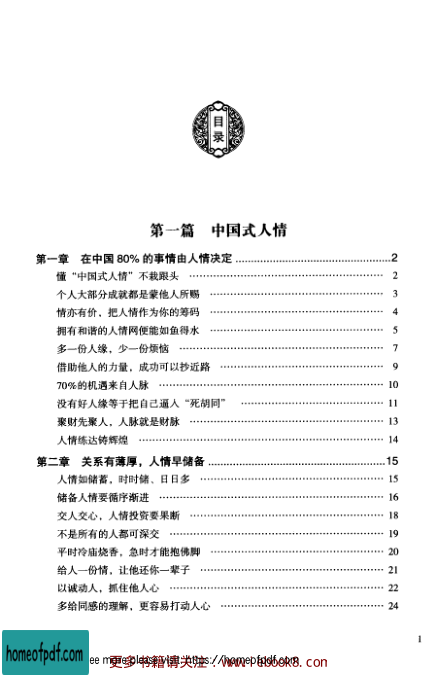 目
录
第一篇 中国式人情
第一章 在中国80%的事情由人情决定 ……………………………………2
懂“中国式人情”不栽跟头 …………………………………… 2
个人大部分成就都是蒙他人所赐 …………………………………… 3
情亦有价，把人情作为你的筹码 …………………………………… 4
拥有和谐的人情网便能如鱼得水 …………………………………… 5
多一份人缘，少一份烦恼 …………………………………… 7
借助他人的力量，成功可以抄近路 …………………………………… 9
70%的机遇来自人脉 …………………………………… 10
没有好人缘等于把自己逼入“死胡同” …………………………………… 11
聚财先聚人，人脉就是财脉 …………………………………… 13
人情练达铸辉煌 …………………………………… 14
第二章 关系有薄厚，人情早储备 ……………………………………15
人情如储蓄，时时储、日日多 …………………………………… 15
储备人情要循序渐进 …………………………………… 16
交人交心，人情投资要果断 …………………………………… 18
不是所有的人都可深交 …………………………………… 19
平时冷庙烧香，急时才能抱佛脚 …………………………………… 20
给人一份情，让他还你一辈子 …………………………………… 21
以诚动人，抓住他人心 …………………………………… 22
多给同感的理解，更容易打动人心 …………………………………… 24
1
homeofpdf.com
更多书籍请关注：www.rebook8.com
see more please visit: https://homeofpdf.com